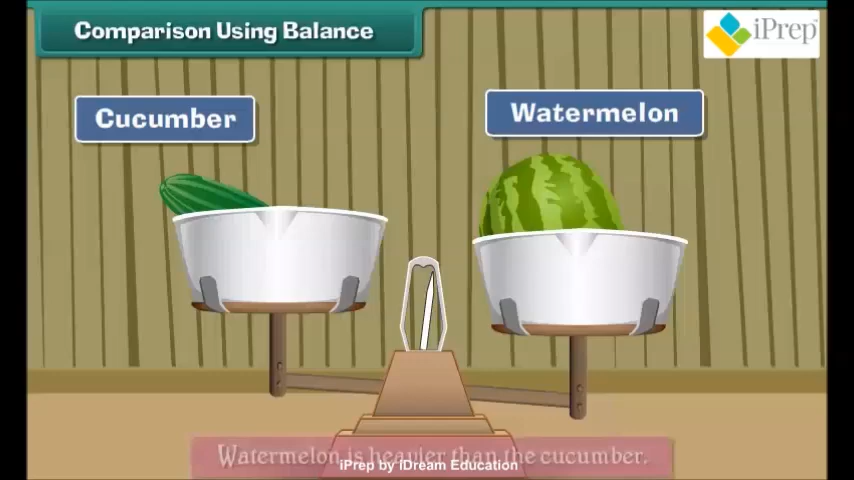 Comparison Using Balance
iPrep
Cucumber
Watermelon
Watermelon is heavier than the cucumber.
iPrep by iDream Education